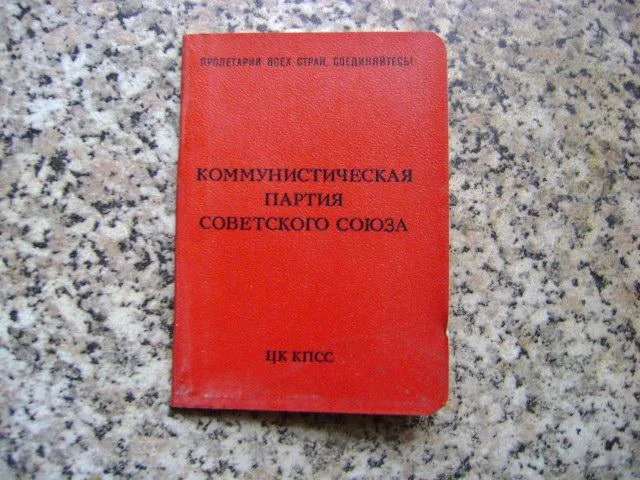 ПРОЛЕТАРИИ ВСЕХ СТРАН, СОЕДИНЯЙТЕСЬ!
КОММУНИСТИЧЕСКАЯ
ПАРТИЯ
СОВЕТСКОГО СОЮЗА
ЦК КПСС